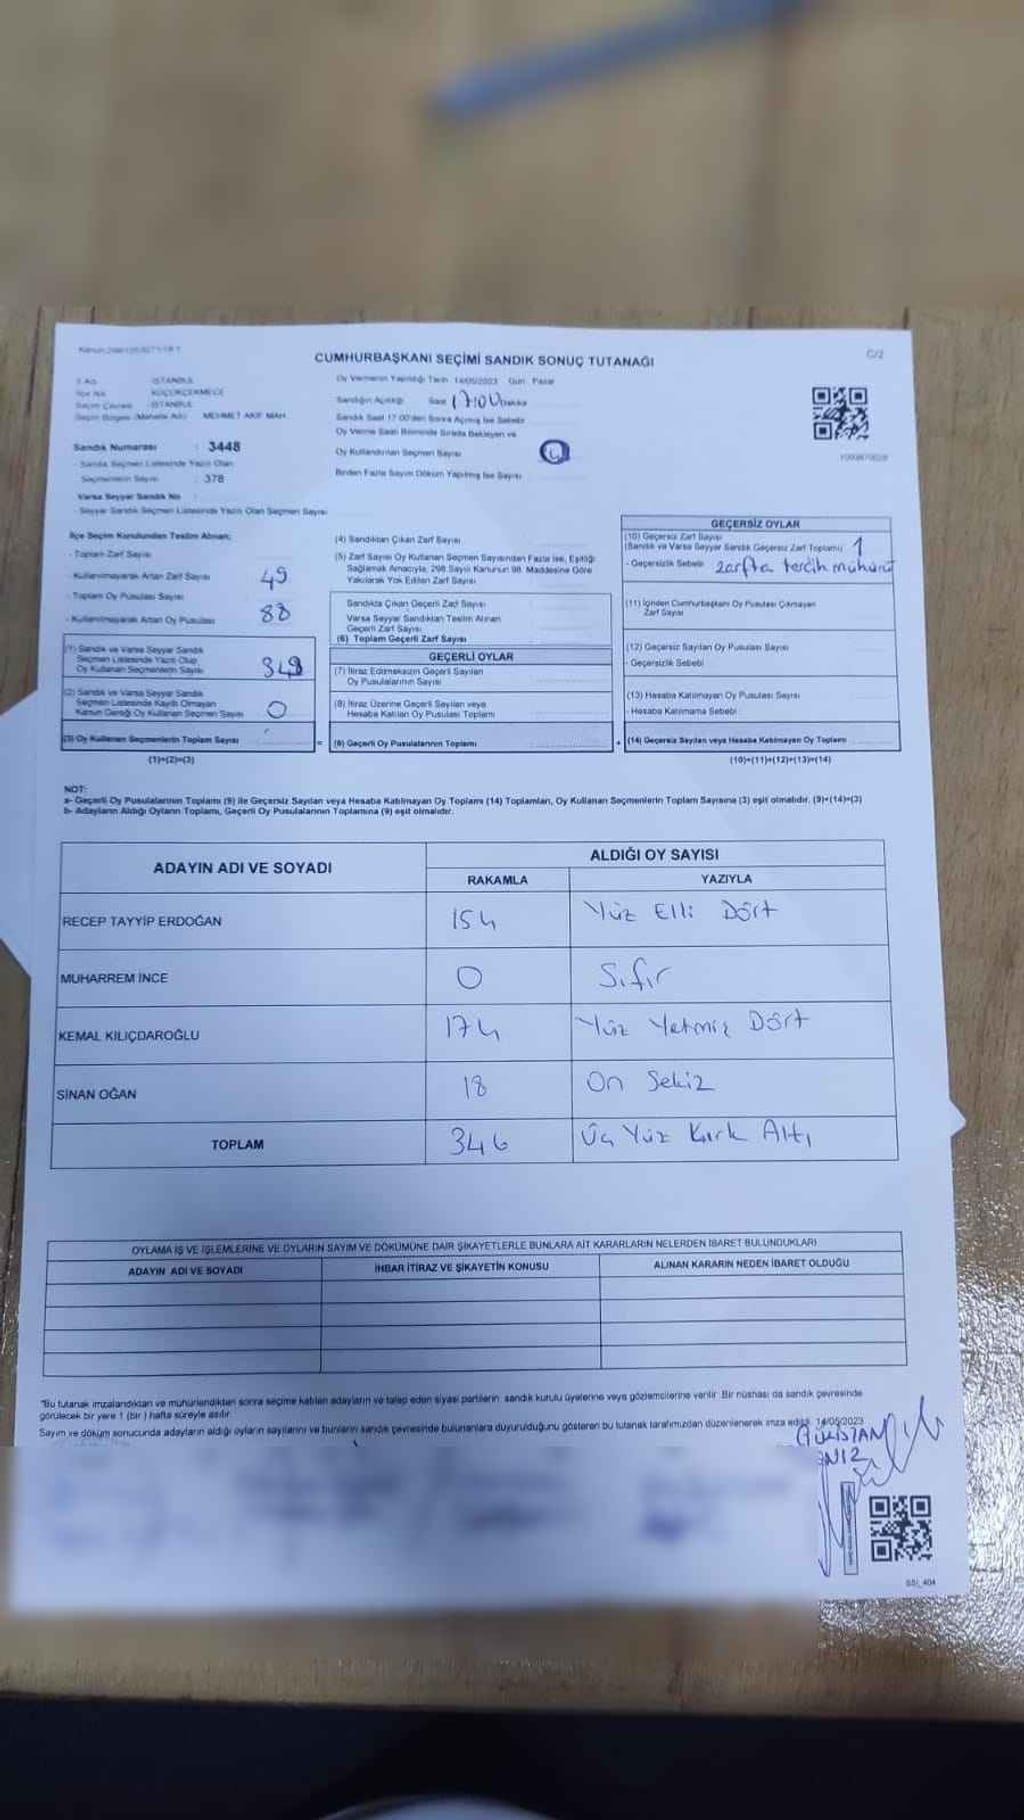 CUMHURBAŞKANI SEÇİMİ SANDIK SONUÇ TUTANAĞI
C/2
İSTANBUL
KÜÇÜKÇEKMECE
İSTANBUL
MEHMET AKİF MAH.
Sandık Numarası : 3448
- Sandık Seçmen Listesinde Yazılı Olan
Seçmenlerin Sayısı : 378
Varsa Seyyar Sandık No :
- Seyyar Sandık Seçmen Listesinde Yazılı Olan Seçmen Sayısı
Oy Vermenin Yapıldığı Tarih 14/05/2023 Gün Pazar
Sandığın Açıldığı Saat 17:00 Dakika
Sandık Saat 17:00'den Sonra Açılmış İse Sebebi
Oy Verme Saati Bitiminde Sırada Bekleyen ve
Oy Kullandırılan Seçmen Sayısı
Birden Fazla Sayım Döküm Yapılmış İse Sayısı
İlçe Seçim Kurulundan Teslim Alınan;
- Toplam Zarf Sayısı
- Kullanılmayarak Artan Zarf Sayısı 49
- Toplam Oy Pusulası Sayısı
- Kullanılmayarak Artan Oy Pusulası 88
(1) Sandık ve Varsa Seyyar Sandık
Seçmen Listesinde Yazılı Olup
Oy Kullanan Seçmenlerin Sayısı 349
(2) Sandık ve Varsa Seyyar Sandık
Seçmen Listesinde Kayıtlı Olmayan
Kanun Gereği Oy Kullanan Seçmen Sayısı 0
(3) Oy Kullanan Seçmenlerin Toplam Sayısı
(1)+(2)=(3)
(4) Sandıktan Çıkan Zarf Sayısı
(5) Zarf Sayısı Oy Kullanan Seçmen Sayısından Fazla İse, Eşitliği
Sağlamak Amacıyla, 298 Sayılı Kanunun 98. Maddesine Göre
Yakılarak Yok Edilen Zarf Sayısı
Sandıkta Çıkan Geçerli Zarf Sayısı
Varsa Seyyar Sandıktan Teslim Alınan
Geçerli Zarf Sayısı
(6) Toplam Geçerli Zarf Sayısı
GEÇERLİ OYLAR
(7) İtiraz Edilmeksizin Geçerli Sayılan
Oy Pusulalarının Sayısı
(8) İtiraz Üzerine Geçerli Sayılan veya
Hesaba Katılan Oy Pusulası Toplamı
= (9) Geçerli Oy Pusulalarının Toplamı
GEÇERSİZ OYLAR
(10) Geçersiz Zarf Sayısı
(Sandık ve Varsa Seyyar Sandık Geçersiz Zarf Toplamı) 1
- Geçersizlik Sebebi zarfta tercih mühürü
(11) İçinden Cumhurbaşkanı Oy Pusulası Çıkmayan
Zarf Sayısı
(12) Geçersiz Sayılan Oy Pusulası Sayısı
- Geçersizlik Sebebi
(13) Hesaba Katılmayan Oy Pusulası Sayısı
- Hesaba Katılmama Sebebi
+ (14) Geçersiz Sayılan veya Hesaba Katılmayan Oy Toplamı
(10)+(11)+(12)+(13)=(14)
NOT:
a- Geçerli Oy Pusulalarının Toplamı (9) ile Geçersiz Sayılan veya Hesaba Katılmayan Oy Toplamı (14) Toplamları, Oy Kullanan Seçmenlerin Toplam Sayısına (3) eşit olmalıdır. (9)+(14)=(3)
b- Adayların Aldığı Oyların Toplamı, Geçerli Oy Pusulalarının Toplamına (9) eşit olmalıdır.
ADAYIN ADI VE SOYADI
ALDIĞI OY SAYISI
RAKAMLA YAZIYLA
RECEP TAYYİP ERDOĞAN 154 Yüz Elli Dört
MUHARREM İNCE 0 Sıfır
KEMAL KILIÇDAROĞLU 174 Yüz Yetmiş Dört
SİNAN OĞAN 18 On Sekiz
TOPLAM 346 Üç Yüz Kırk Altı
OYLAMA İŞ VE İŞLEMLERİNE VE OYLARIN SAYIM VE DÖKÜMÜNE DAİR ŞİKAYETLERLE BUNLARA AİT KARARLARIN NELERDEN İBARET BULUNDUKLARI
ADAYIN ADI VE SOYADI İHBAR İTİRAZ VE ŞİKAYETİN KONUSU ALINAN KARARIN NEDEN İBARET OLDUĞU
"Bu tutanak imzalandıktan ve mühürlendikten sonra seçime katılan adayların ve talep eden siyasi partilerin sandık kurulu üyelerine veya gözlemcilerine verilir. Bir nüshası da sandık çevresinde
görülecek bir yere 1 (bir) hafta süreyle asılır.
Sayım ve döküm sonucunda adayların aldığı oyların sayılarını ve bunların sandık çevresinde bulunanlara duyurulduğunu gösteren bu tutanak tarafımızdan düzenlenerek imza edildi. 14/05/2023